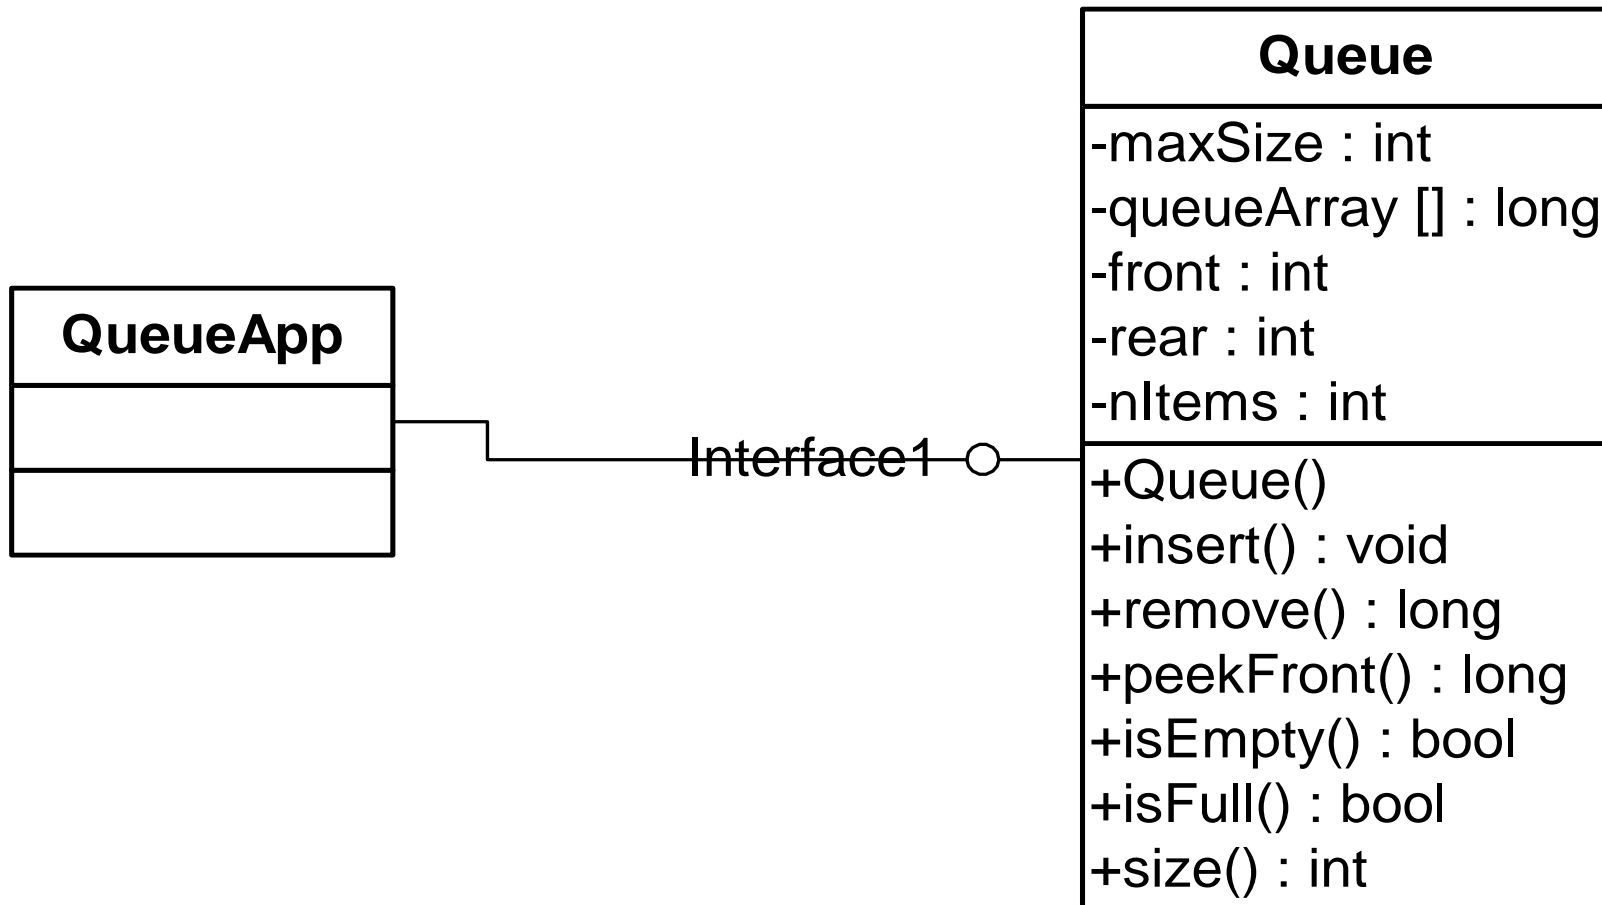 QueueApp
Interface1
Queue
-maxSize : int
-queueArray [] : long
-front : int
-rear : int
-nItems : int
+Queue()
+insert() : void
+remove() : long
+peekFront() : long
+isEmpty() : bool
+isFull() : bool
+size() : int